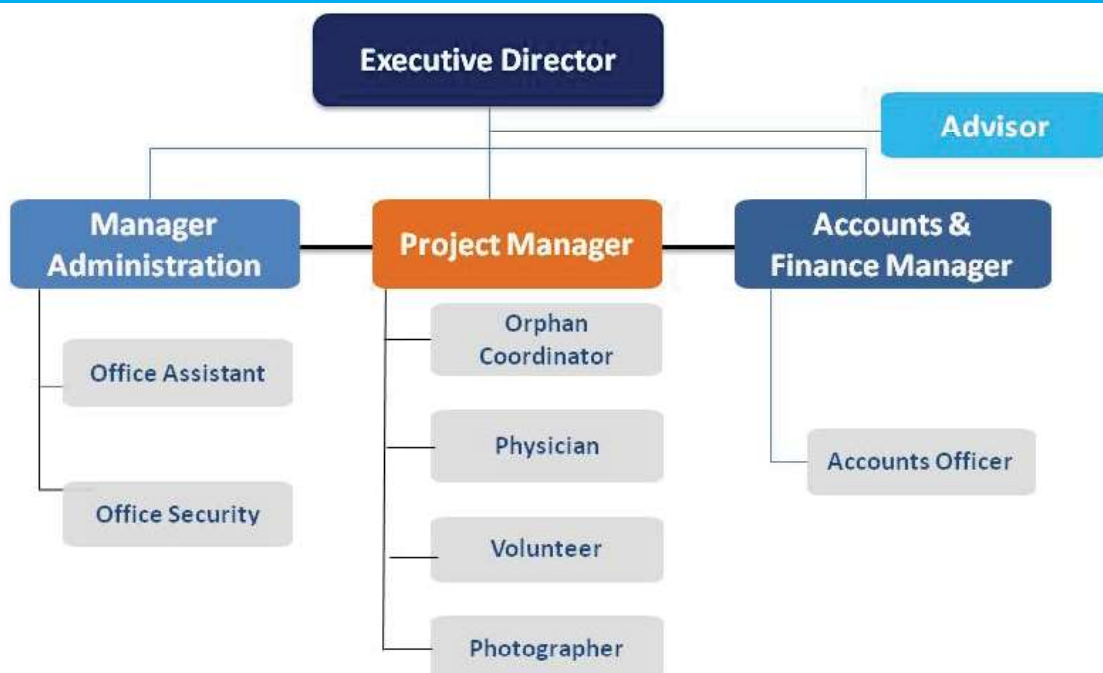 Executive Director
Advisor
Manager
Administration
Project Manager
Accounts &
Finance Manager
Office Assistant
Office Security
Orphan
Coordinator
Physician
Volunteer
Photographer
Accounts Officer